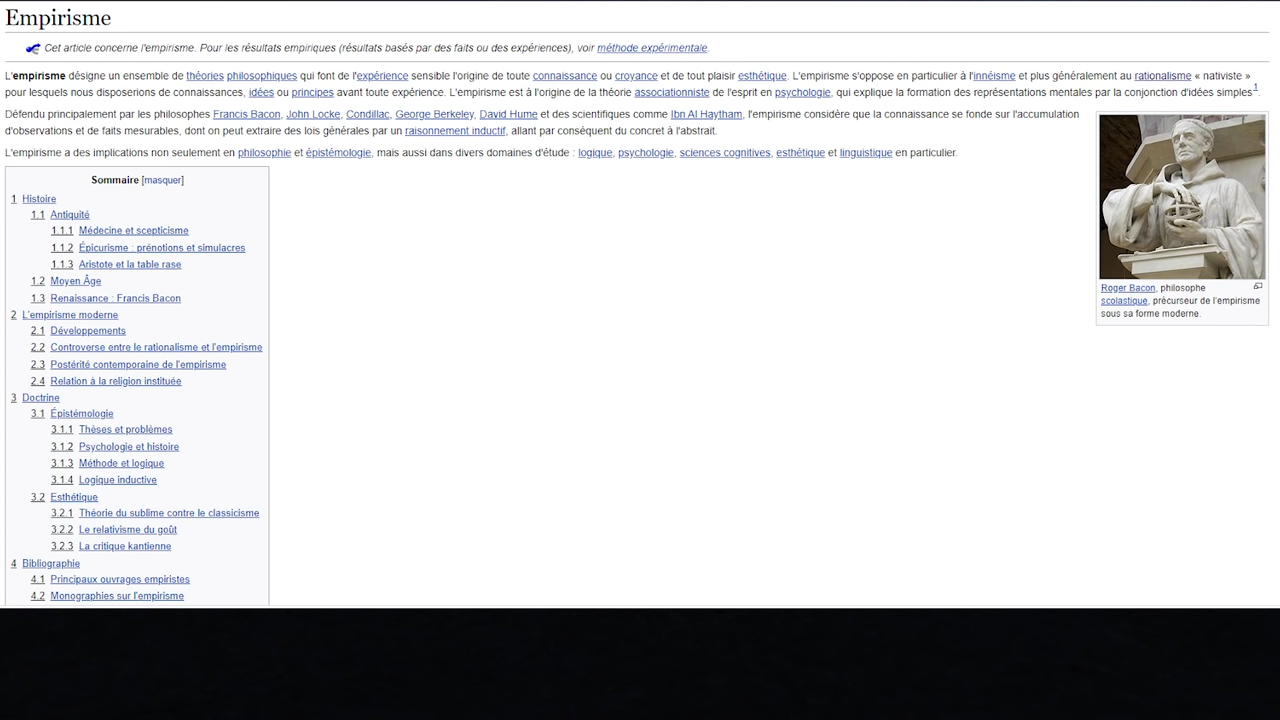 Empirisme
Cet article concerne l'empirisme. Pour les résultats empiriques (résultats basés par des faits ou des expériences), voir méthode expérimentale.
L'empirisme désigne un ensemble de théories philosophiques qui font de l'expérience sensible l'origine de toute connaissance ou croyance et de tout plaisir esthétique. L'empirisme s'oppose en particulier à l'innéisme et plus généralement au rationalisme « nativiste »
pour lesquels nous disposerions de connaissances, idées ou principes avant toute expérience. L'empirisme est à l'origine de la théorie associationniste de l'esprit en psychologie, qui explique la formation des représentations mentales par la conjonction d'idées simples1.
Défendu principalement par les philosophes Francis Bacon, John Locke, Condillac, George Berkeley, David Hume et des scientifiques comme Ibn Al Haytham, l'empirisme considère que la connaissance se fonde sur l'accumulation
d'observations et de faits mesurables, dont on peut extraire des lois générales par un raisonnement inductif, allant par conséquent du concret à l'abstrait.
L'empirisme a des implications non seulement en philosophie et épistémologie, mais aussi dans divers domaines d'étude : logique, psychologie, sciences cognitives, esthétique et linguistique en particulier.
Sommaire [masquer]
1 Histoire
1.1 Antiquité
1.1.1 Médecine et scepticisme
1.1.2 Épicurisme : prénotions et simulacres
1.1.3 Aristote et la table rase
1.2 Moyen Âge
1.3 Renaissance : Francis Bacon
2 L'empirisme moderne
2.1 Développements
2.2 Controverse entre le rationalisme et l'empirisme
2.3 Postérité contemporaine de l'empirisme
2.4 Relation à la religion instituée
3 Doctrine
3.1 Épistémologie
3.1.1 Thèses et problèmes
3.1.2 Psychologie et histoire
3.1.3 Méthode et logique
3.1.4 Logique inductive
3.2 Esthétique
3.2.1 Théorie du sublime contre le classicisme
3.2.2 Le relativisme du goût
3.2.3 La critique kantienne
4 Bibliographie
4.1 Principaux ouvrages empiristes
4.2 Monographies sur l'empirisme
Roger Bacon, philosophe
scolastique, précurseur de l'empirisme
sous sa forme moderne.